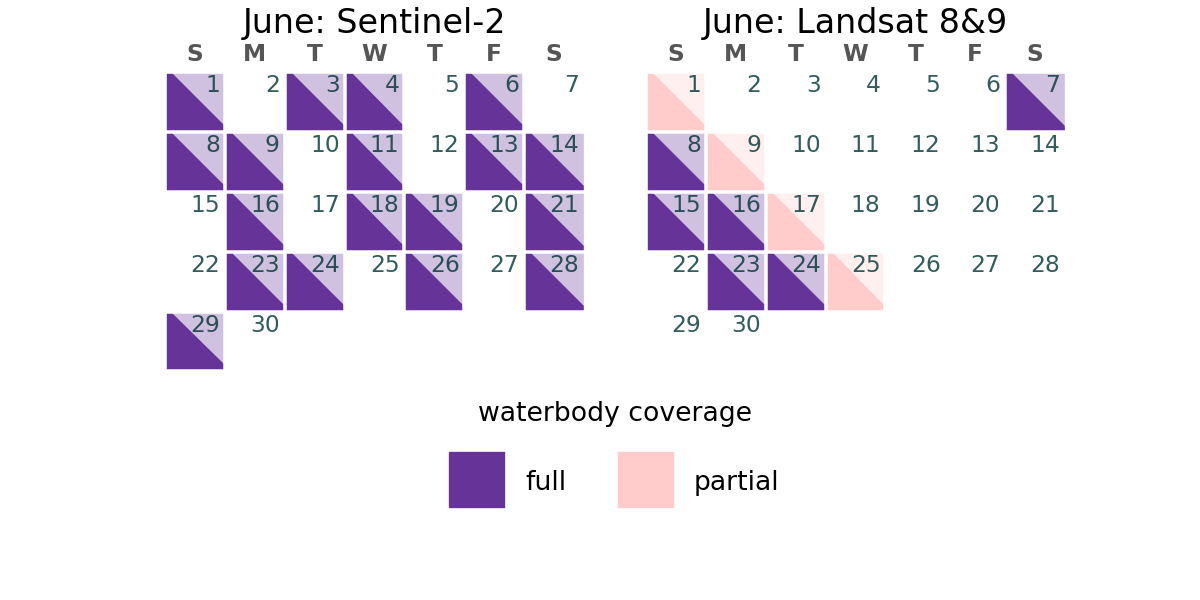 June: Sentinel-2
S M T W T F S
1 2 3 4 5 6 7
8 9 10 11 12 13 14
15 16 17 18 19 20 21
22 23 24 25 26 27 28
29 30
June: Landsat 8&9
S M T W T F S
1 2 3 4 5 6 7
8 9 10 11 12 13 14
15 16 17 18 19 20 21
22 23 24 25 26 27 28
29 30
waterbody coverage
full partial